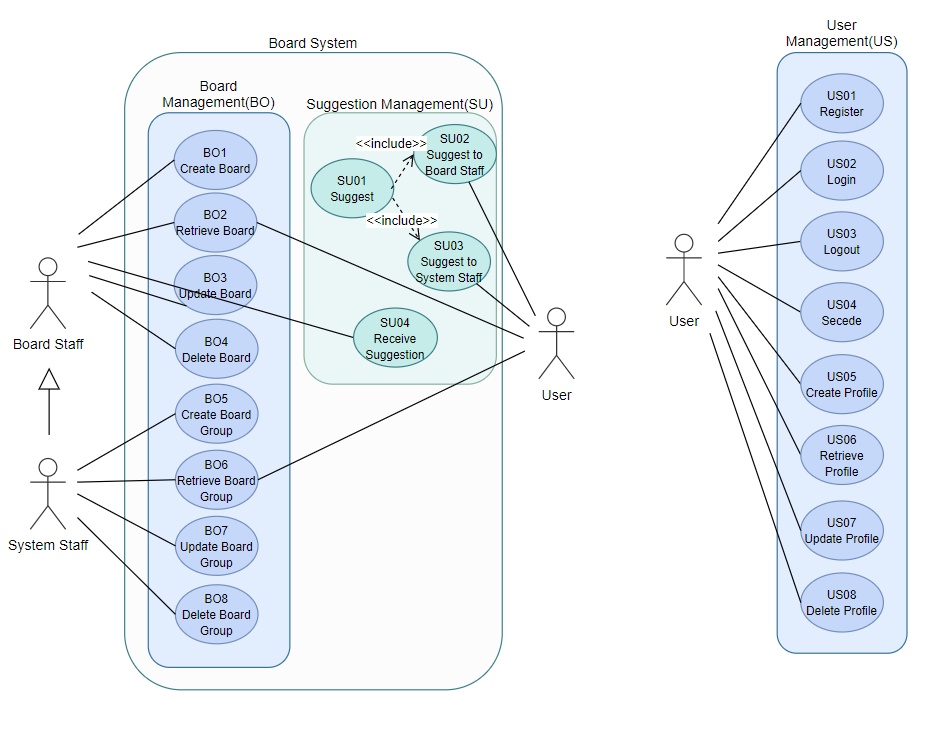 Board System
Board
Management(BO)
BO1
Create Board
BO2
Retrieve Board
BO3
Update Board
BO4
Delete Board
BO5
Create Board
Group
BO6
Retrieve Board
Group
BO7
Update Board
Group
BO8
Delete Board
Group
Suggestion Management(SU)
<<include>>
SU02
Suggest to
Board Staff
SU01
Suggest
<<include>>
SU03
Suggest to
System Staff
SU04
Receive
Suggestion
Board Staff
System Staff
User
User
Management(US)
US01
Register
US02
Login
US03
Logout
US04
Secede
US05
Create Profile
US06
Retrieve
Profile
US07
Update Profile
US08
Delete Profile
User